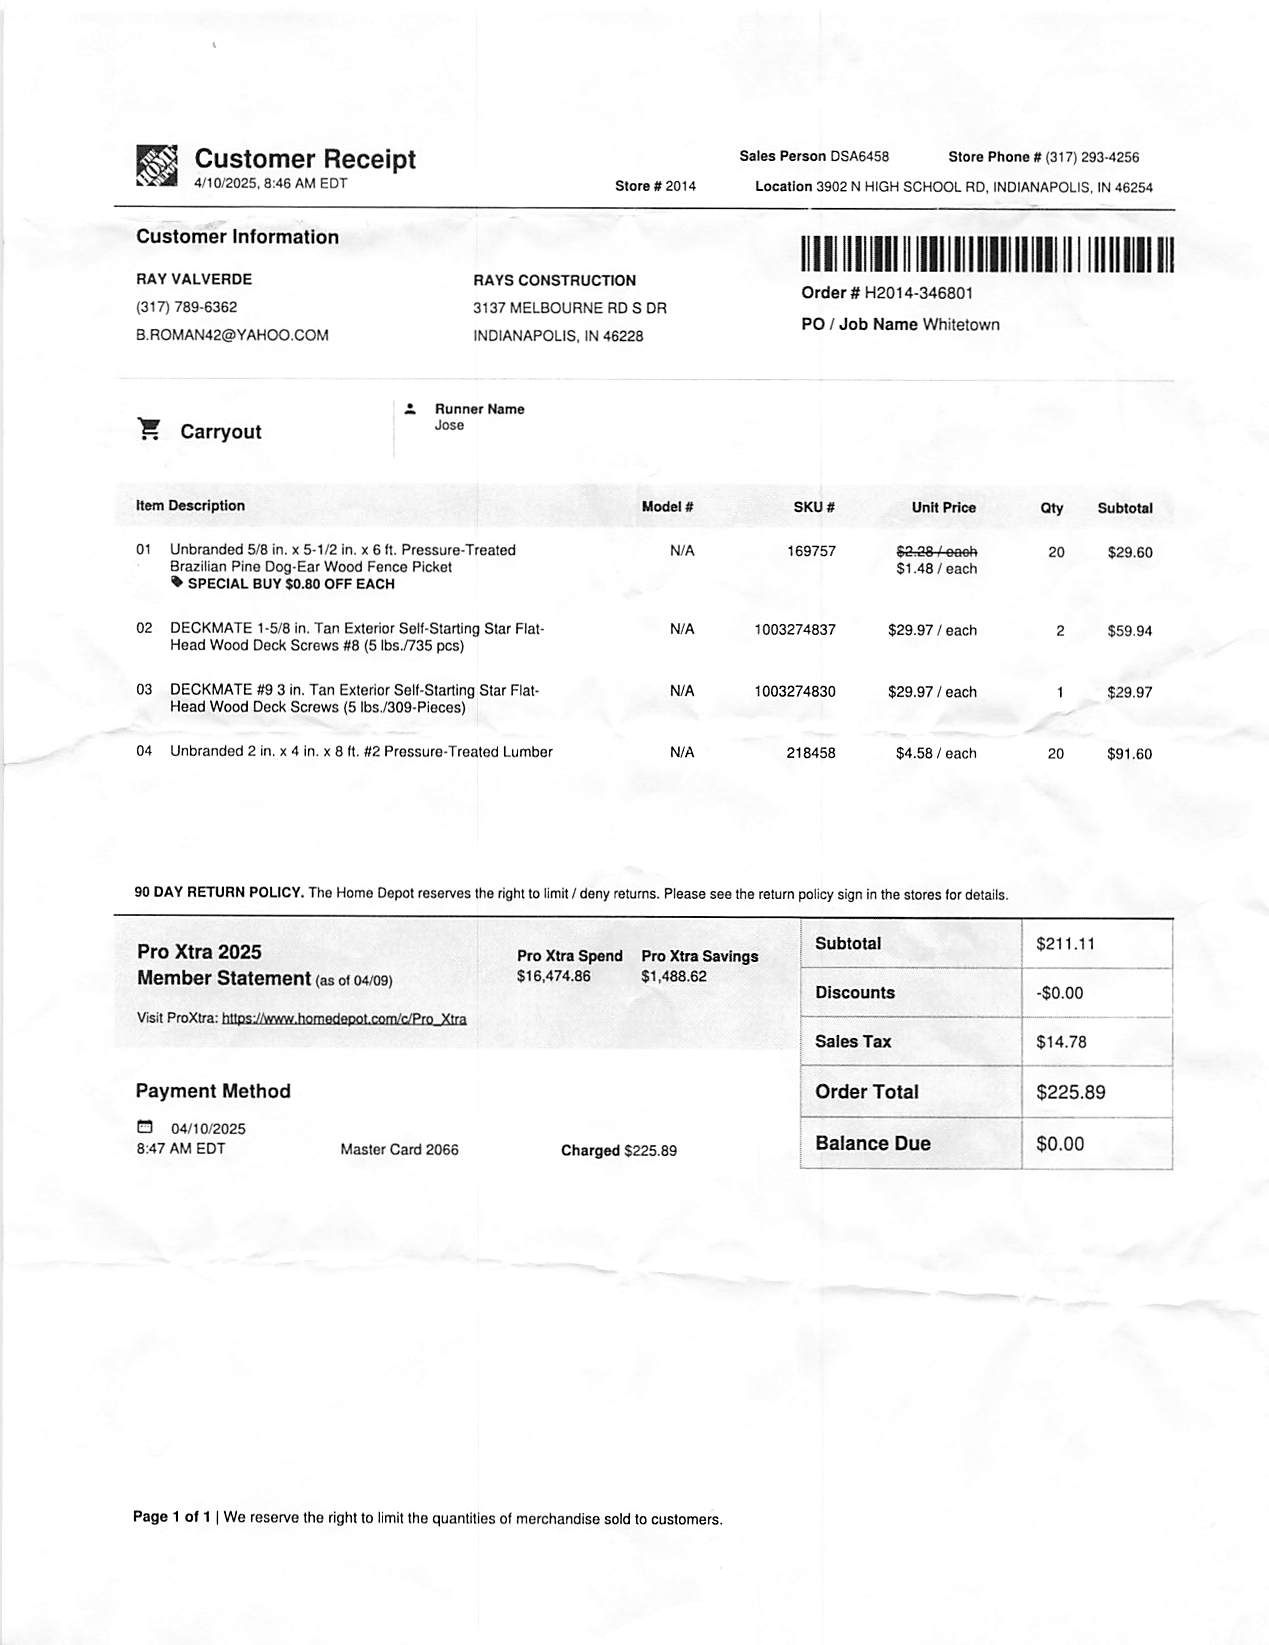 THE HOME DEPOT
Customer Receipt
4/10/2025, 8:46 AM EDT
Sales Person DSA6458 Store Phone # (317) 293-4256
Store # 2014 Location 3902 N HIGH SCHOOL RD, INDIANAPOLIS, IN 46254
Customer Information
RAY VALVERDE
(317) 789-6362
B.ROMAN42@YAHOO.COM
RAYS CONSTRUCTION
3137 MELBOURNE RD S DR
INDIANAPOLIS, IN 46228
Order # H2014-346801
PO / Job Name Whitetown
Carryout
Runner Name
Jose
Item Description Model # SKU # Unit Price Qty Subtotal
01 Unbranded 5/8 in. x 5-1/2 in. x 6 ft. Pressure-Treated N/A 169757 $2.28 / each 20 $29.60
Brazilian Pine Dog-Ear Wood Fence Picket $1.48 / each
SPECIAL BUY $0.80 OFF EACH
02 DECKMATE 1-5/8 in. Tan Exterior Self-Starting Star Flat- N/A 1003274837 $29.97 / each 2 $59.94
Head Wood Deck Screws #8 (5 lbs./735 pcs)
03 DECKMATE #9 3 in. Tan Exterior Self-Starting Star Flat- N/A 1003274830 $29.97 / each 1 $29.97
Head Wood Deck Screws (5 lbs./309-Pieces)
04 Unbranded 2 in. x 4 in. x 8 ft. #2 Pressure-Treated Lumber N/A 218458 $4.58 / each 20 $91.60
90 DAY RETURN POLICY. The Home Depot reserves the right to limit / deny returns. Please see the return policy sign in the stores for details.
Pro Xtra 2025
Member Statement (as of 04/09)
Pro Xtra Spend Pro Xtra Savings
$16,474.86 $1,488.62
Visit ProXtra: https://www.homedepot.com/c/Pro_Xtra
Subtotal $211.11
Discounts -$0.00
Sales Tax $14.78
Order Total $225.89
Balance Due $0.00
Payment Method
04/10/2025
8:47 AM EDT Master Card 2066 Charged $225.89
Page 1 of 1 | We reserve the right to limit the quantities of merchandise sold to customers.